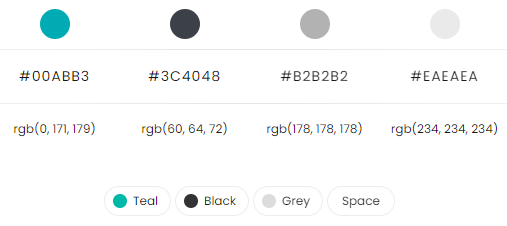 #00ABB3 #3C4048 #B2B2B2 #EAEAEA
rgb(0, 171, 179) rgb(60, 64, 72) rgb(178, 178, 178) rgb(234, 234, 234)
Teal Black Grey Space